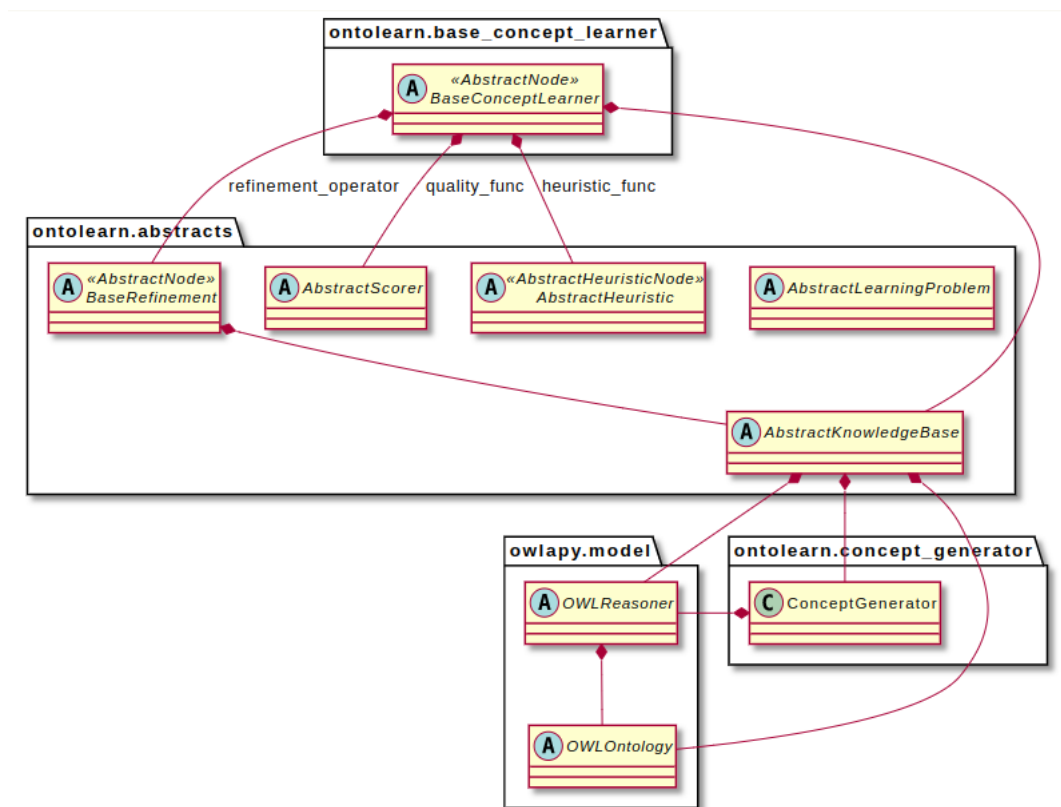 ontolearn.base_concept_learner
A
«AbstractNode»
BaseConceptLearner
refinement_operator
quality_func
heuristic_func
ontolearn.abstracts
A
«AbstractNode»
BaseRefinement
A
AbstractScorer
A
«AbstractHeuristicNode»
AbstractHeuristic
A
AbstractLearningProblem
A
AbstractKnowledgeBase
owlapy.model
ontolearn.concept_generator
A
OWLReasoner
C
ConceptGenerator
A
OWLOntology